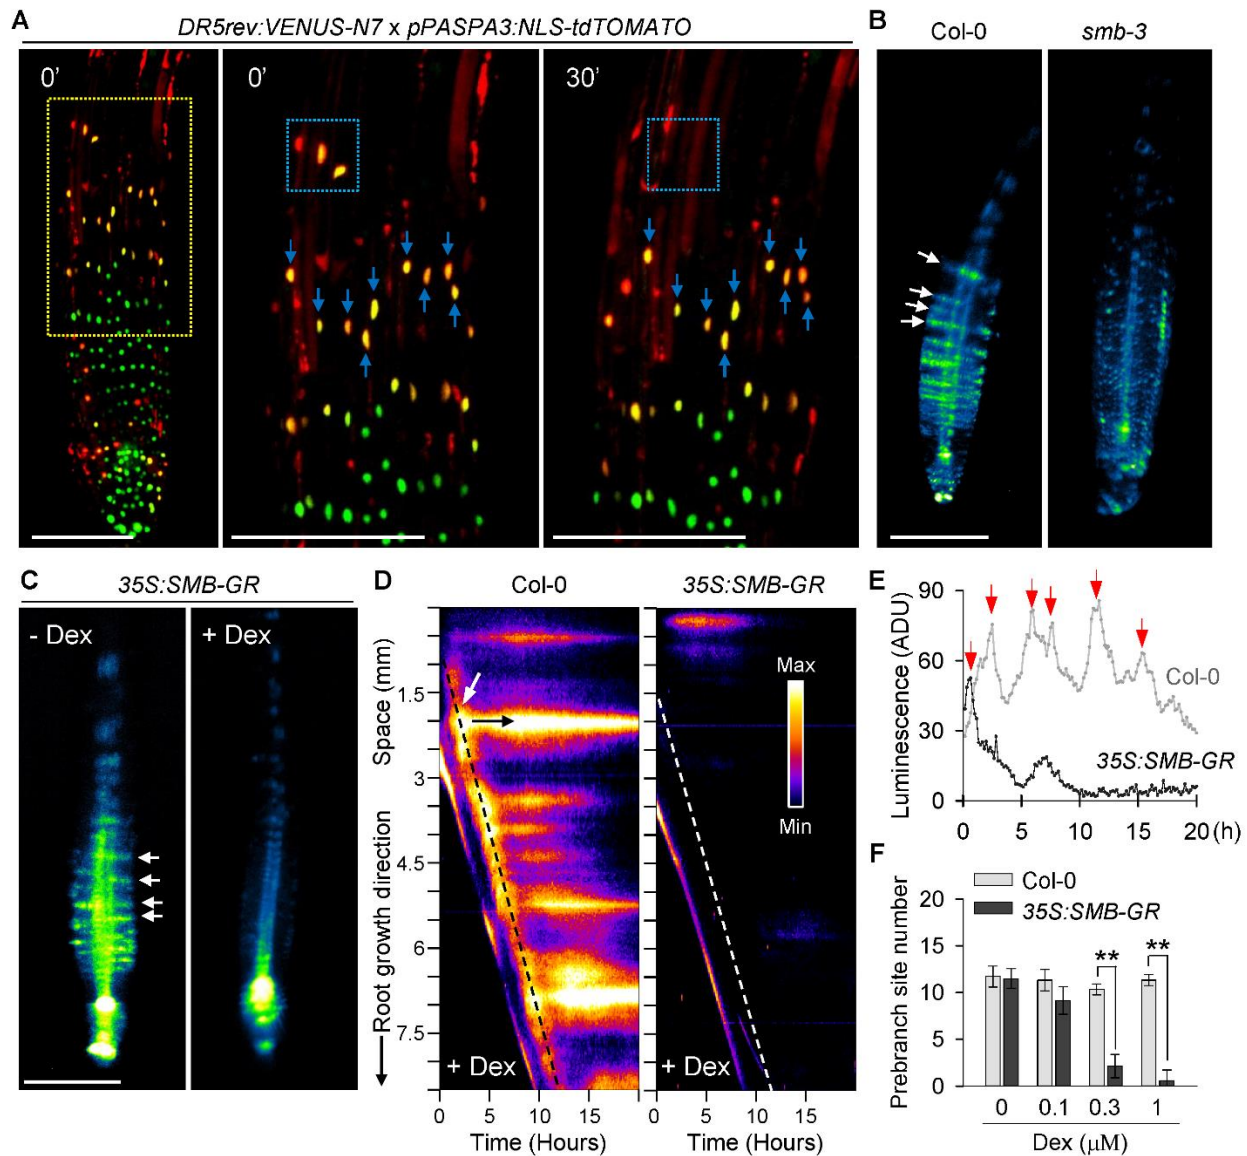 A
DR5rev:VENUS-N7 x pPASPA3:NLS-tdTOMATO
0’
0’
30’
B
Col-0
smb-3
C
35S:SMB-GR
- Dex
+ Dex
D
Col-0
35S:SMB-GR
Space (mm)
Root growth direction
1.5
3
4.5
6
7.5
Max
Min
+ Dex
+ Dex
0 5 10 15
0 5 10 15
Time (Hours)
Time (Hours)
E
Luminescence (ADU)
90
60
30
0
Col-0
35S:SMB-GR
0 5 10 15 20 (h)
F
Prebranch site number
Col-0
35S:SMB-GR
20
15
10
5
0
**
**
0 0.1 0.3 1
Dex (μM)